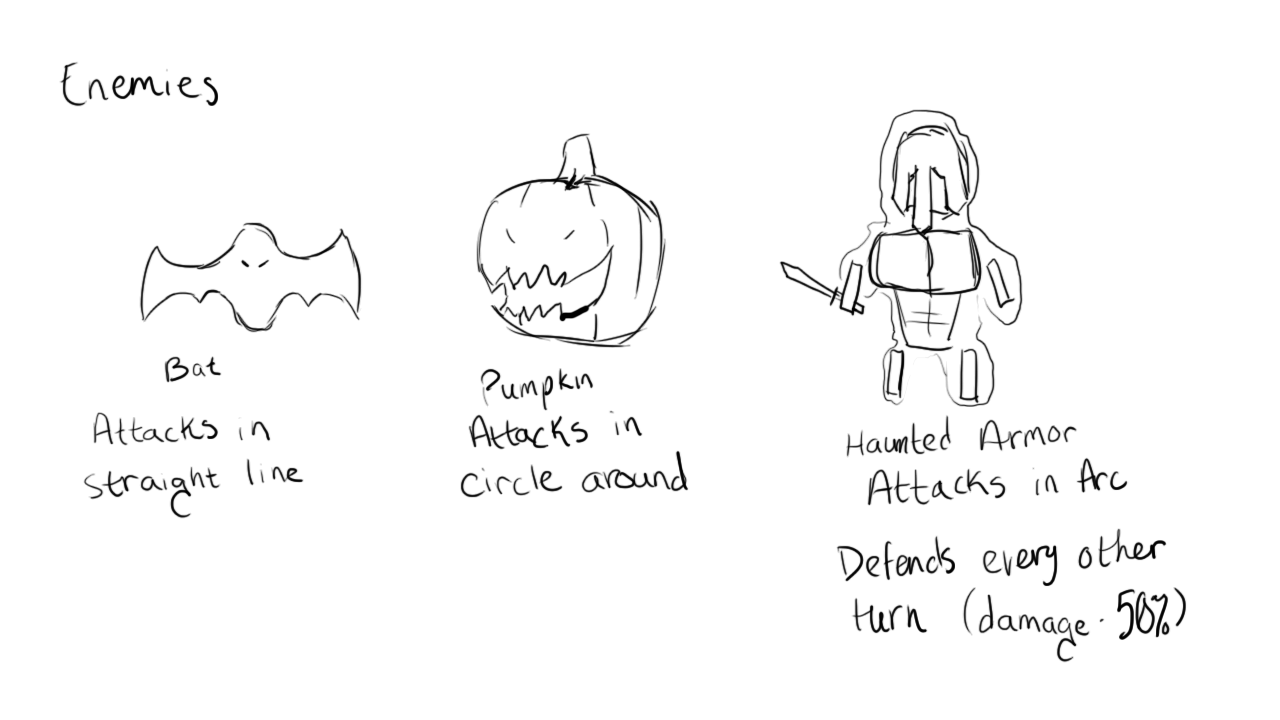 Enemies
Bat
Attacks in
straight line
Pumpkin
Attacks in
circle around
Haunted Armor
Attacks in Arc
Defends every other
turn (damage · 50%)